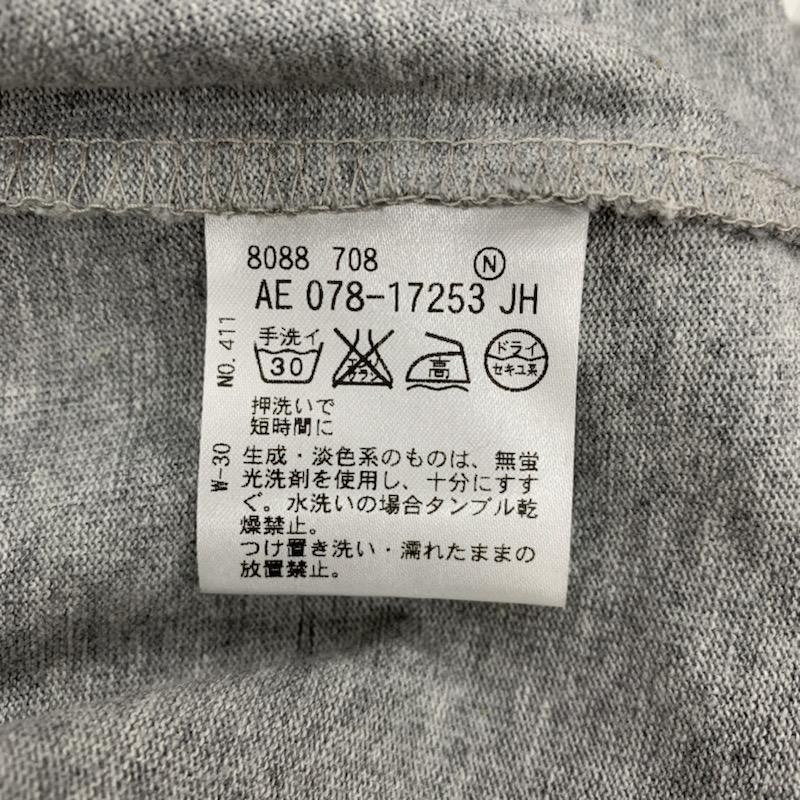 8088 708 Ⓝ
AE 078-17253 JH
NO.411
W-30
手洗イ
30
エンソ
サラシ
高
ドライ
セキユ系
押洗いで
短時間に
生成・淡色系のものは、無蛍
光洗剤を使用し、十分にすす
ぐ。水洗いの場合タンブル乾
燥禁止。
つけ置き洗い・濡れたままの
放置禁止。